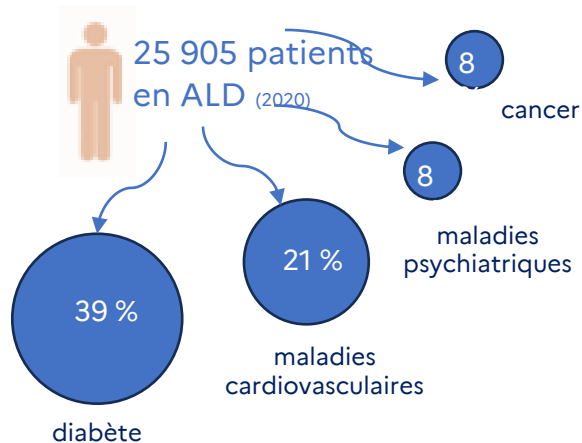 25 905 patients
en ALD (2020)
8
cancer
8
maladies
psychiatriques
21 %
maladies
cardiovasculaires
39 %
diabète